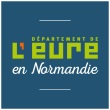 DÉPARTEMENT DE
L'EURE
en Normandie